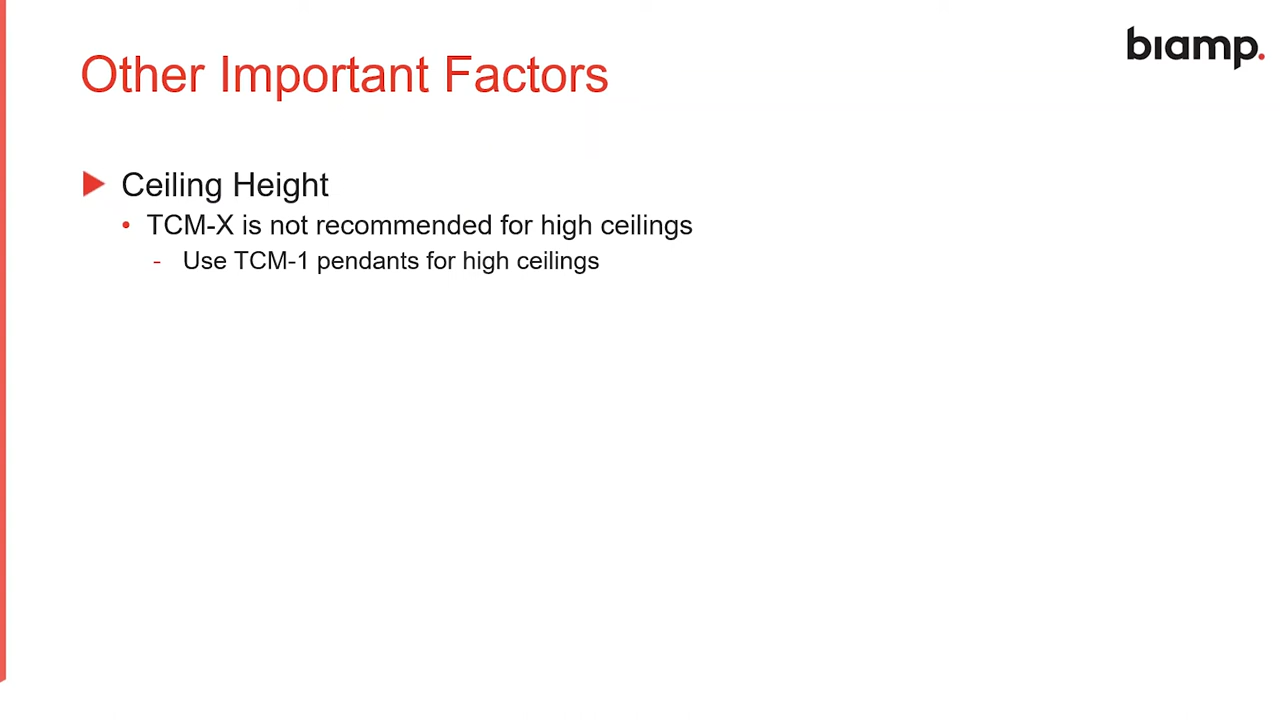 biamp.
Other Important Factors
Ceiling Height
• TCM-X is not recommended for high ceilings
- Use TCM-1 pendants for high ceilings